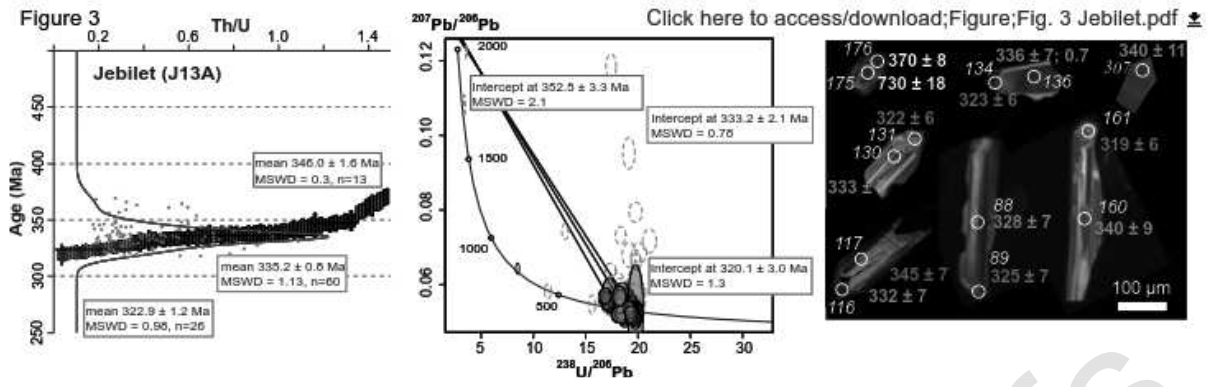 Figure 3
Click here to access/download;Figure;Fig. 3 Jebilet.pdf
Th/U
0.2 0.6 1.0 1.4
Jebilet (J13A)
Age (Ma)
450
400
350
300
250
mean 346.0 ± 1.6 Ma
MSWD = 0.3, n=13
mean 335.2 ± 0.6 Ma
MSWD = 1.13, n=60
mean 322.9 ± 1.2 Ma
MSWD = 0.98, n=26
207Pb/206Pb
0.12
0.10
0.08
0.06
2000
1500
1000
500
Intercept at 352.5 ± 3.3 Ma
MSWD = 2.1
Intercept at 333.2 ± 2.1 Ma
MSWD = 0.78
Intercept at 320.1 ± 3.0 Ma
MSWD = 1.3
5 10 15 20 25 30
238U/206Pb
176
370 ± 8
175
730 ± 18
134
336 ± 7; 0.7
136
323 ± 6
340 ± 11
307
322 ± 6
131
130
333 ±
161
319 ± 6
88
328 ± 7
160
340 ± 9
117
345 ± 7
116
332 ± 7
89
325 ± 7
100 µm